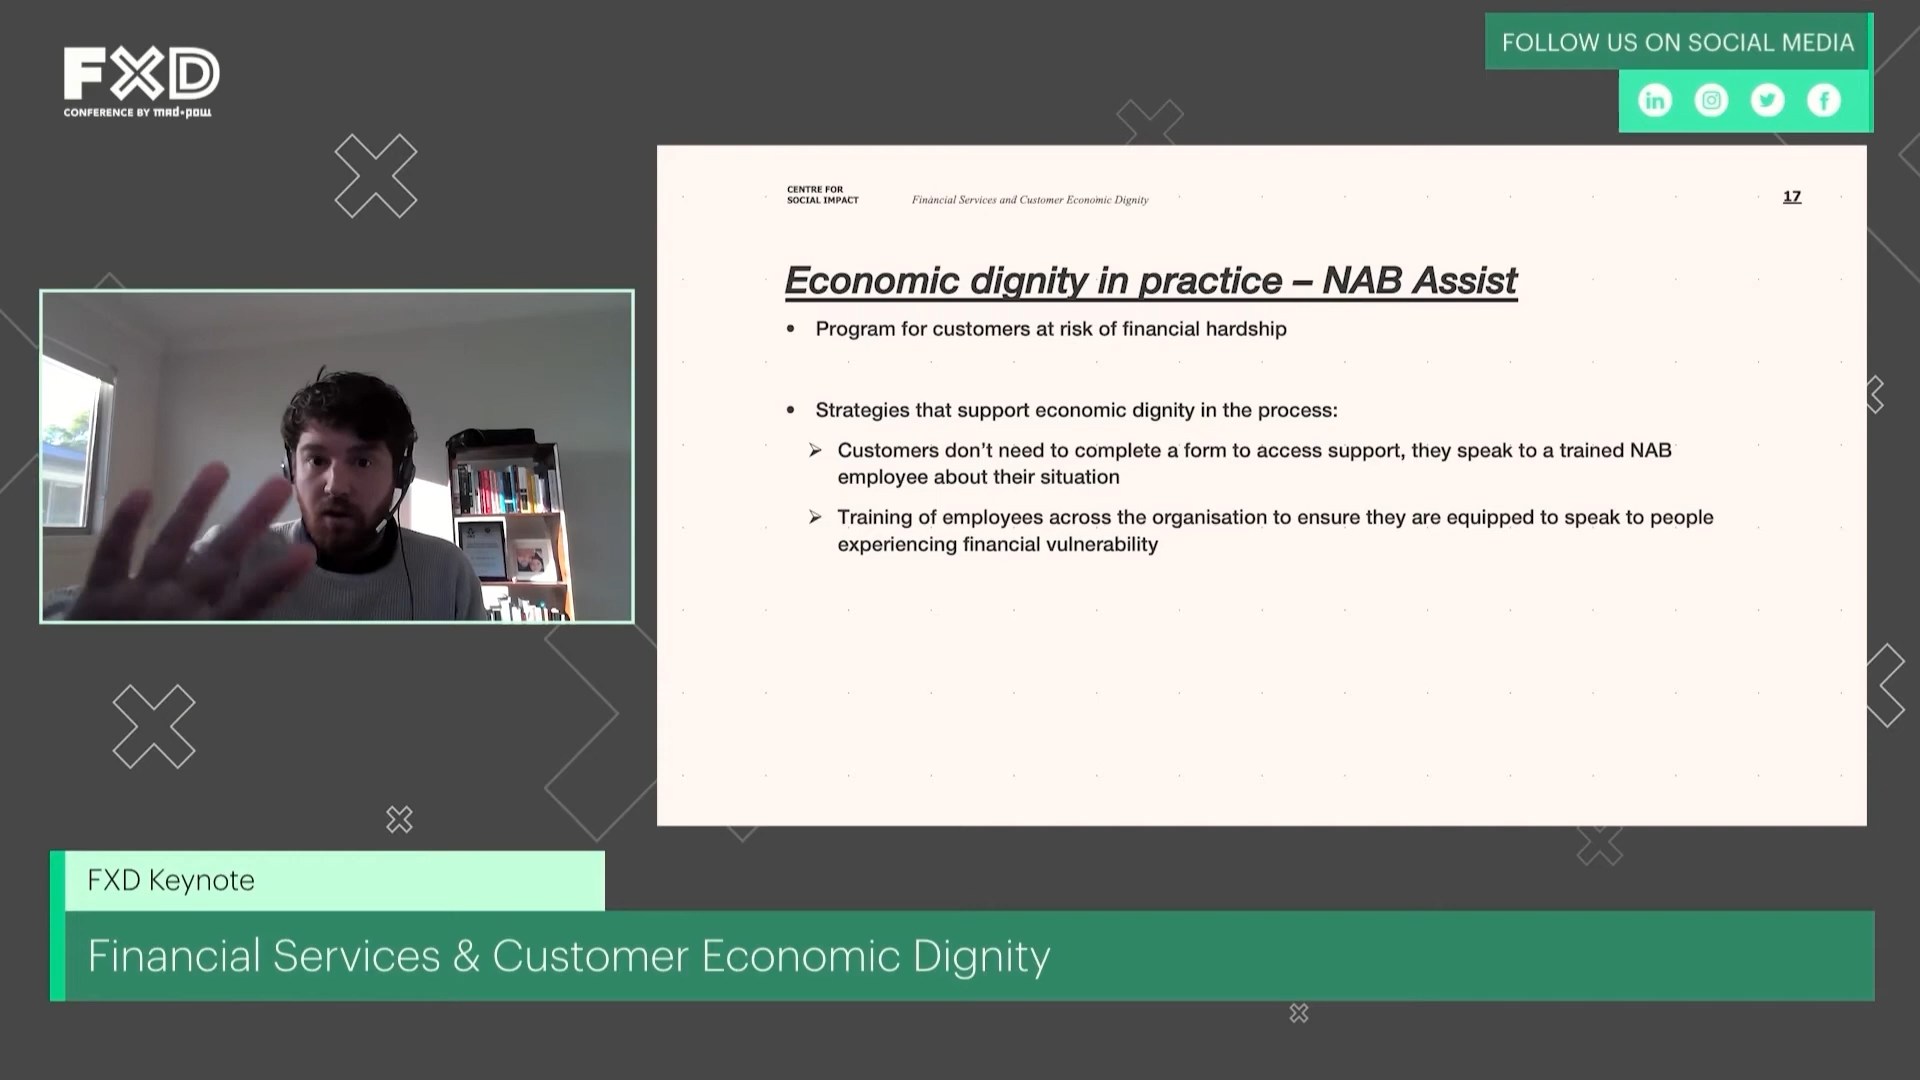 FXD
CONFERENCE BY mad*pow
FOLLOW US ON SOCIAL MEDIA
CENTRE FOR
SOCIAL IMPACT
Financial Services and Customer Economic Dignity
17
Economic dignity in practice – NAB Assist
• Program for customers at risk of financial hardship
• Strategies that support economic dignity in the process:
➢ Customers don’t need to complete a form to access support, they speak to a trained NAB
employee about their situation
➢ Training of employees across the organisation to ensure they are equipped to speak to people
experiencing financial vulnerability
FXD Keynote
Financial Services & Customer Economic Dignity